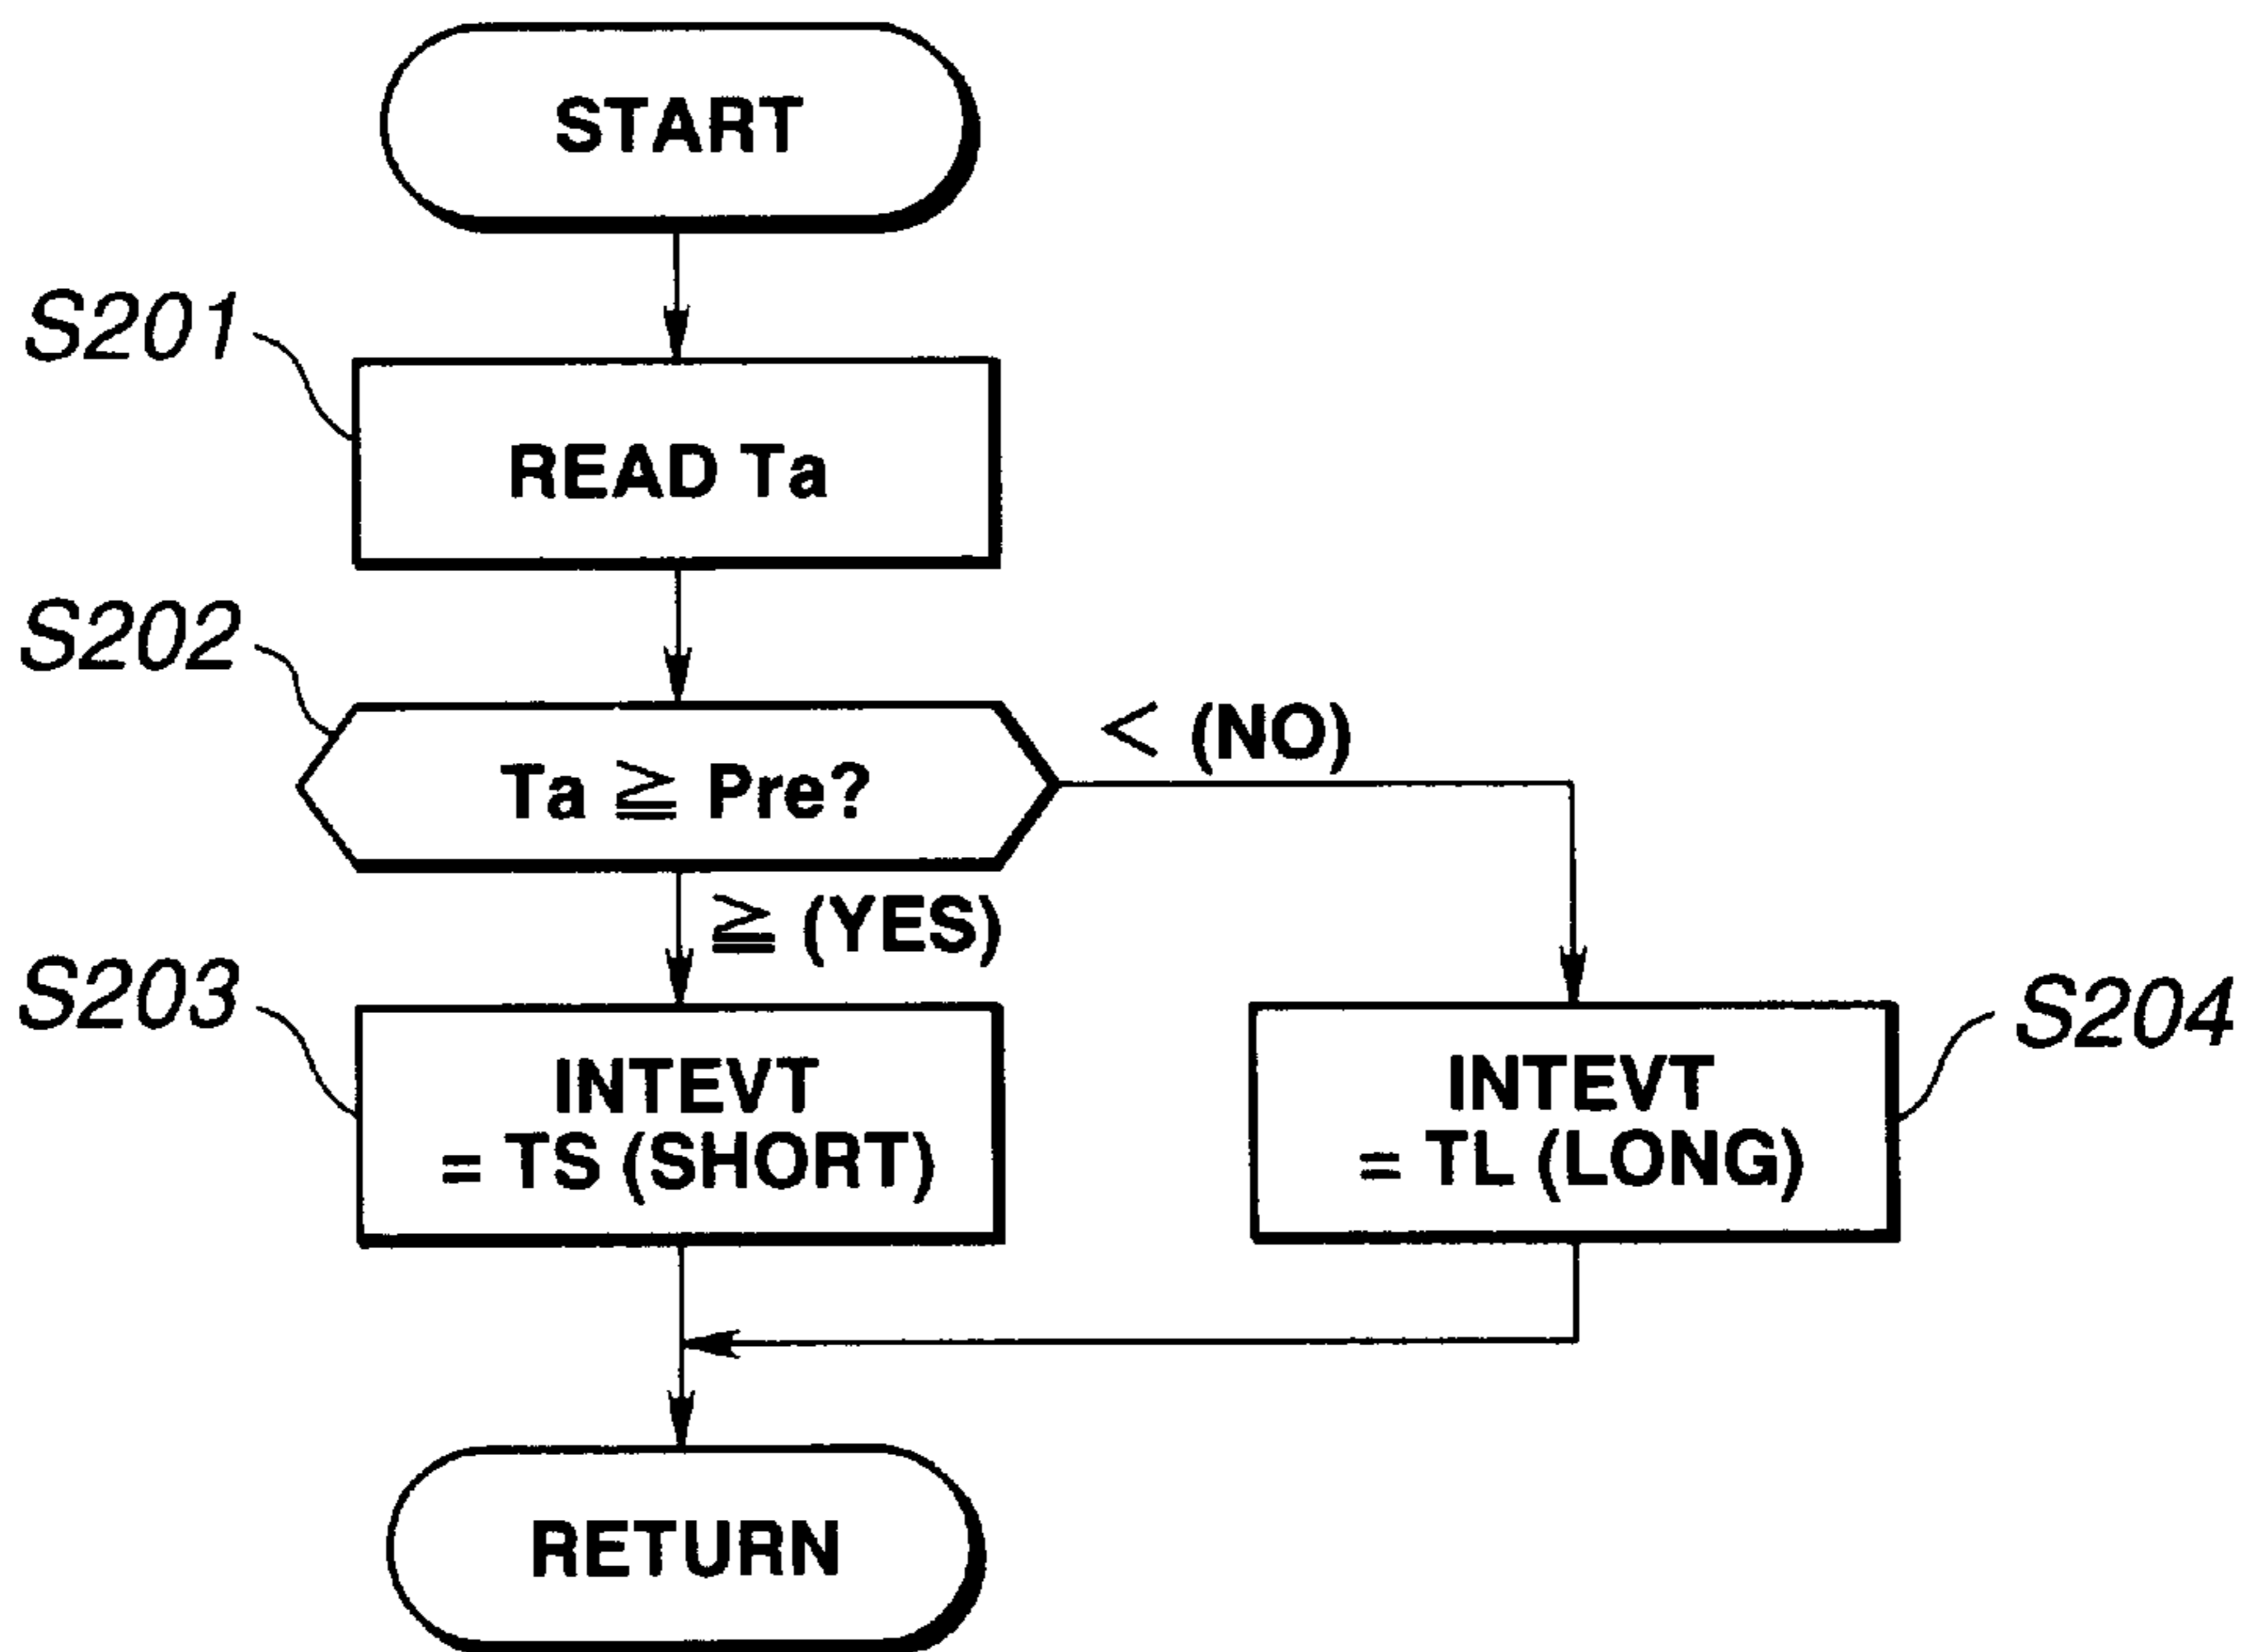 START
S201
READ Ta
S202
Ta ≧ Pre?
< (NO)
≧ (YES)
S203
INTEVT
= TS (SHORT)
INTEVT
= TL (LONG)
S204
RETURN